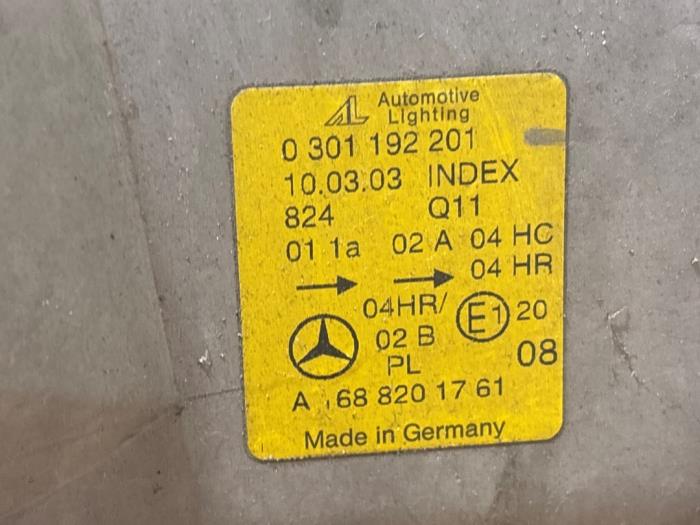 AL Automotive
Lighting
0 301 192 201
10.03.03 INDEX
824 Q11
01 1a 02 A 04 HC
04 HR
04HR/ E1 20
02 B
PL 08
A 68 820 17 61
Made in Germany